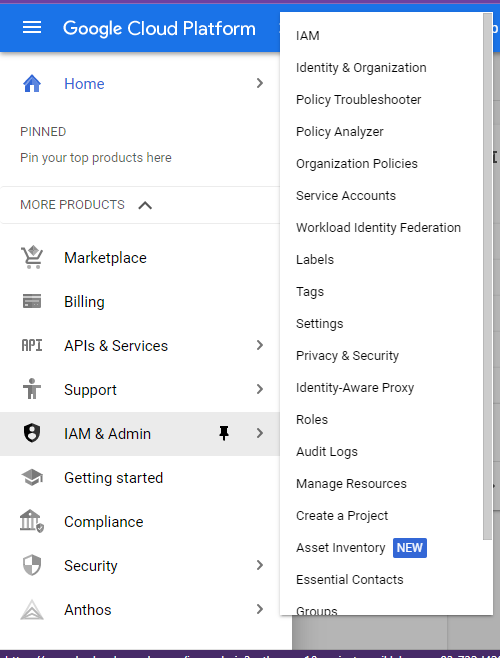 Google Cloud Platform
Home
PINNED
Pin your top products here
MORE PRODUCTS
Marketplace
Billing
API APIs & Services
Support
IAM & Admin
Getting started
Compliance
Security
Anthos
IAM
Identity & Organization
Policy Troubleshooter
Policy Analyzer
Organization Policies
Service Accounts
Workload Identity Federation
Labels
Tags
Settings
Privacy & Security
Identity-Aware Proxy
Roles
Audit Logs
Manage Resources
Create a Project
Asset Inventory NEW
Essential Contacts
Groups